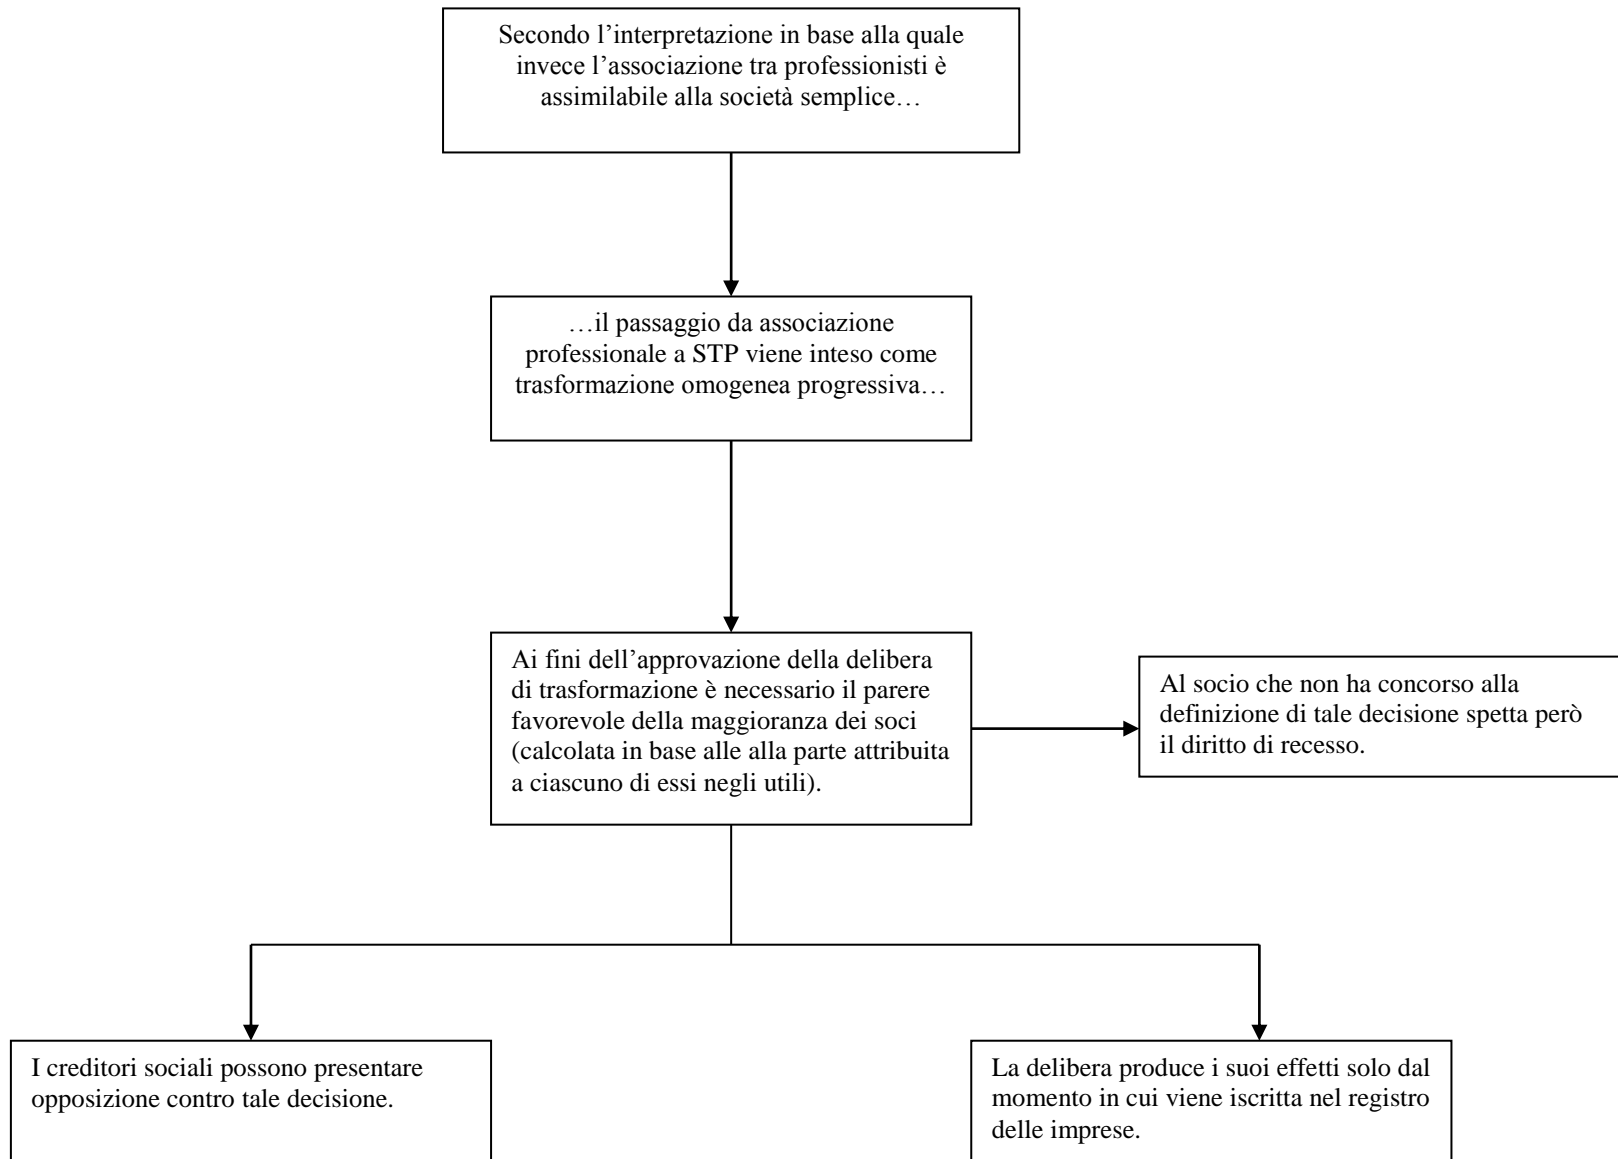 Secondo l’interpretazione in base alla quale
invece l’associazione tra professionisti è
assimilabile alla società semplice…
…il passaggio da associazione
professionale a STP viene inteso come
trasformazione omogenea progressiva…
Ai fini dell’approvazione della delibera
di trasformazione è necessario il parere
favorevole della maggioranza dei soci
(calcolata in base alle alla parte attribuita
a ciascuno di essi negli utili).
Al socio che non ha concorso alla
definizione di tale decisione spetta però
il diritto di recesso.
I creditori sociali possono presentare
opposizione contro tale decisione.
La delibera produce i suoi effetti solo dal
momento in cui viene iscritta nel registro
delle imprese.